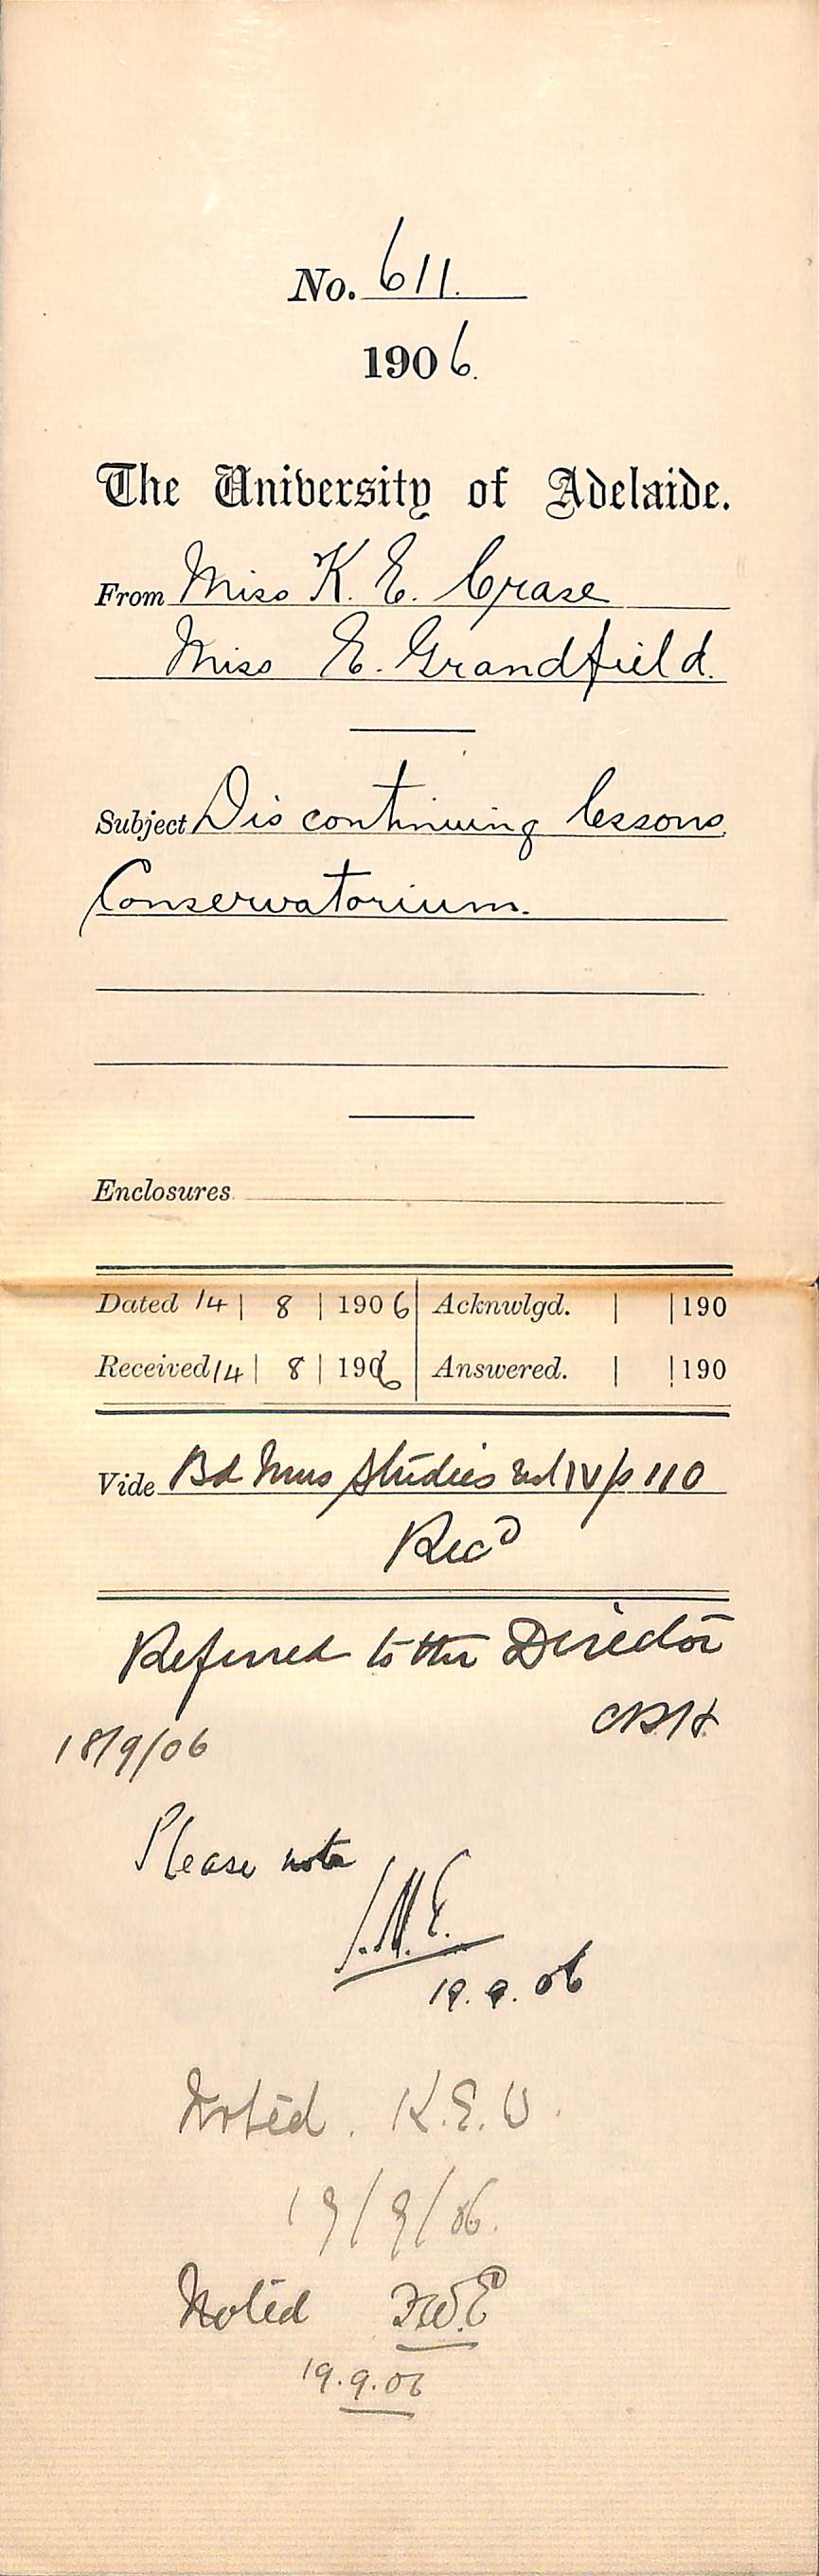 No. 611.
1906.
The University of Adelaide.
From Miss K. E. Crase
Miss E. Grandfield.
Subject Discontinuing lessons,
Conservatorium.
Enclosures
Dated 14 | 8 | 1906 Acknwlgd. | | 190
Received 14 | 8 | 1906 Answered. | | 190
Vide Bd Mus Studies vol IV p 110
Recd
Referred to the Director
18/9/06
Please note
19.9.06
Noted. K.E.
19/9/06.
Noted F.W.E
19.9.06